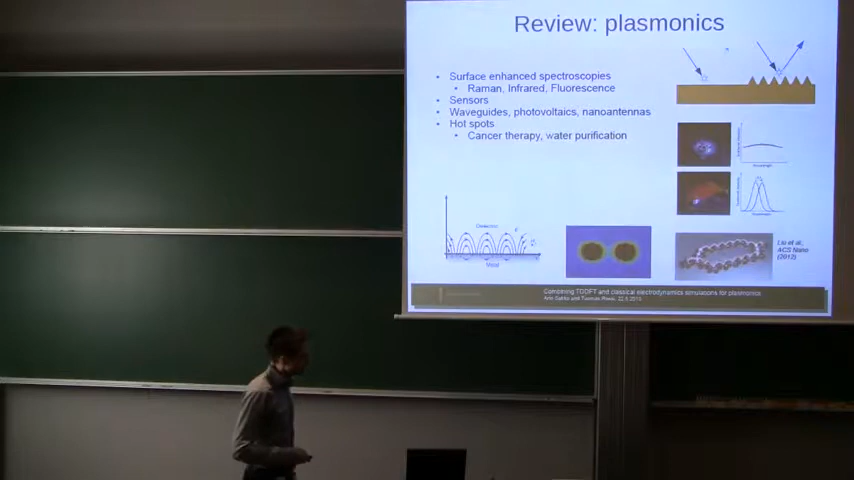 Review: plasmonics
Surface enhanced spectroscopies
Raman, Infrared, Fluorescence
Sensors
Waveguides, photovoltaics, nanoantennas
Hot spots
Cancer therapy, water purification
Dielectric
Metal
Liu et al,
ACS Nano
(2012)
Combining TDDFT and classical electrodynamics simulations for plasmonics